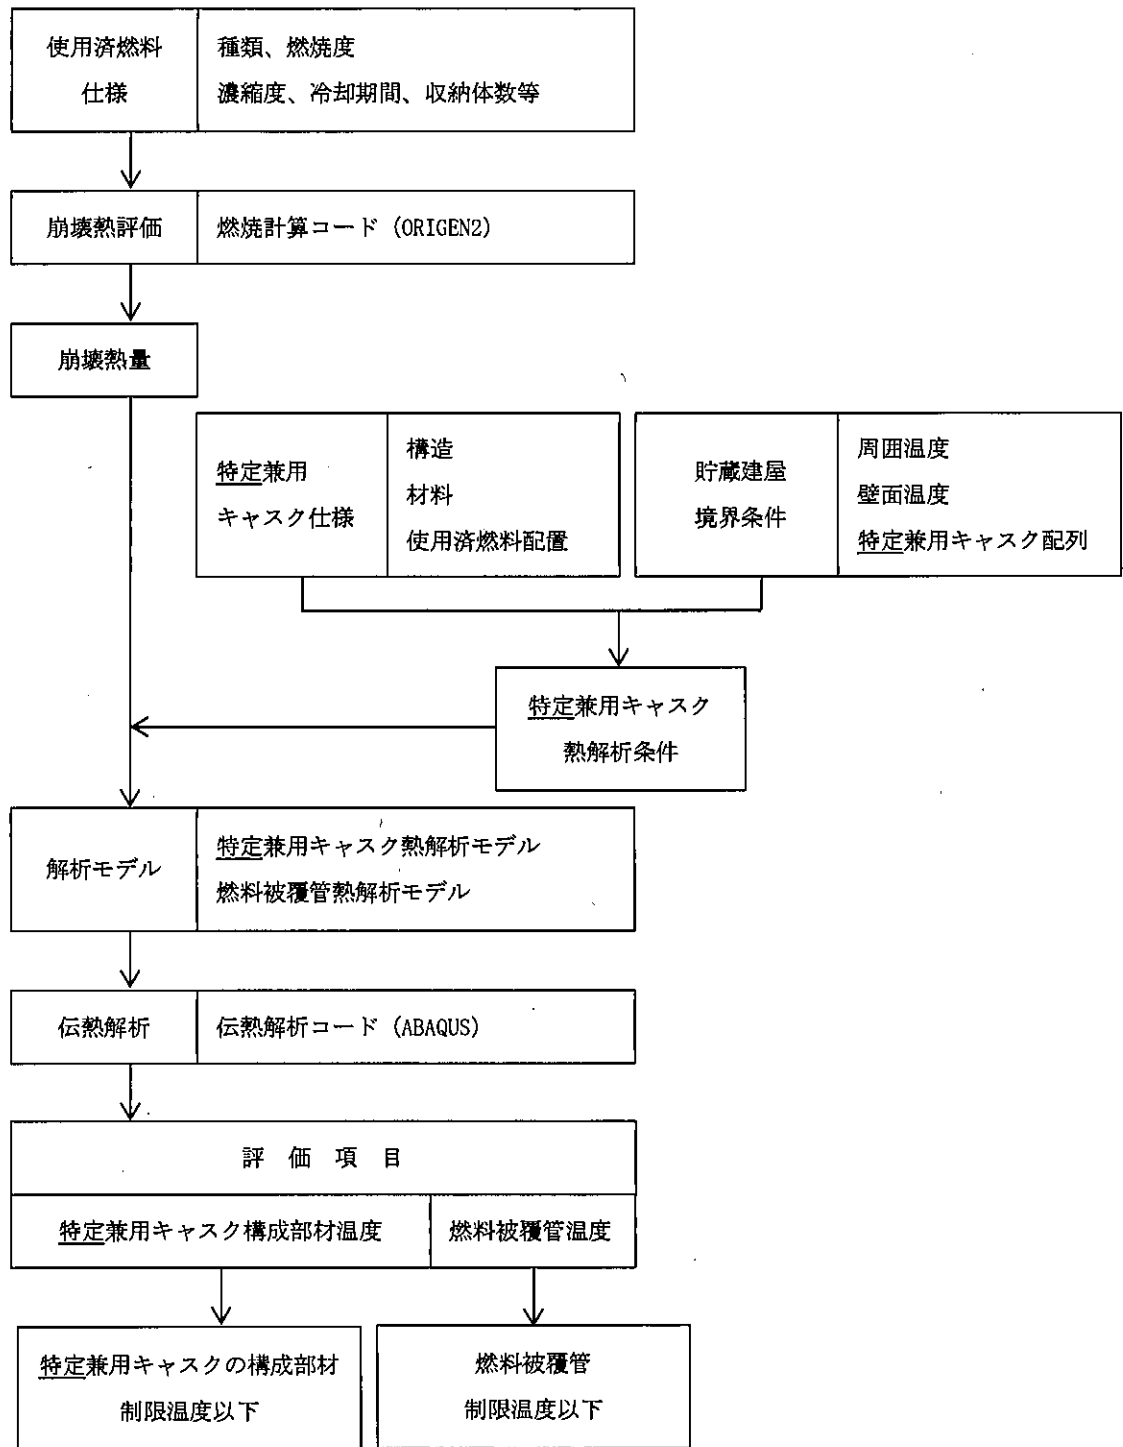 使用済燃料
仕様
種類、燃焼度
濃縮度、冷却期間、収納体数等
崩壊熱評価
燃焼計算コード (ORIGEN2)
崩壊熱量
特定兼用
キャスク仕様
構造
材料
使用済燃料配置
貯蔵建屋
境界条件
周囲温度
壁面温度
特定兼用キャスク配列
特定兼用キャスク
熱解析条件
解析モデル
特定兼用キャスク熱解析モデル
燃料被覆管熱解析モデル
伝熱解析
伝熱解析コード (ABAQUS)
評 価 項 目
特定兼用キャスク構成部材温度
燃料被覆管温度
特定兼用キャスクの構成部材
制限温度以下
燃料被覆管
制限温度以下